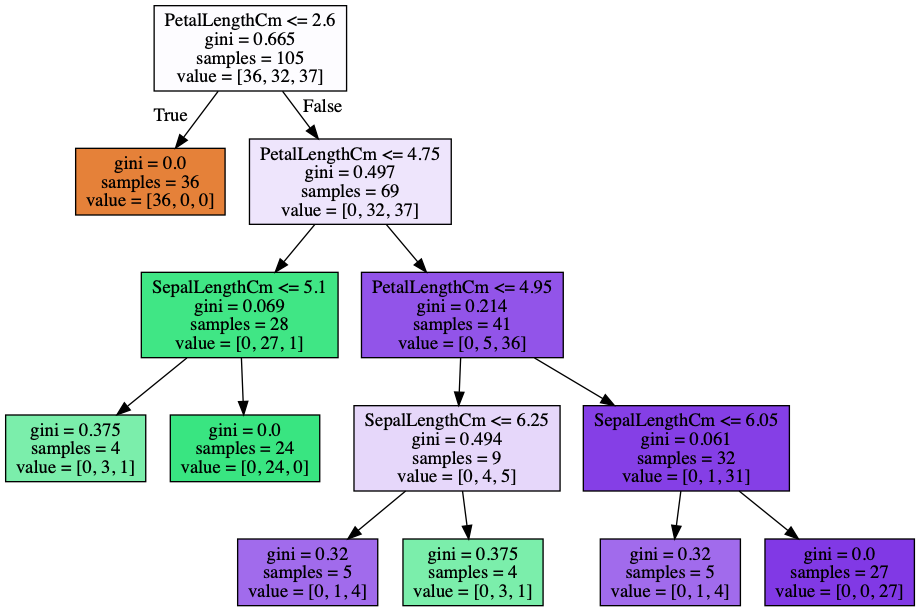 PetalLengthCm <= 2.6
gini = 0.665
samples = 105
value = [36, 32, 37]
True
False
gini = 0.0
samples = 36
value = [36, 0, 0]
PetalLengthCm <= 4.75
gini = 0.497
samples = 69
value = [0, 32, 37]
SepalLengthCm <= 5.1
gini = 0.069
samples = 28
value = [0, 27, 1]
PetalLengthCm <= 4.95
gini = 0.214
samples = 41
value = [0, 5, 36]
gini = 0.375
samples = 4
value = [0, 3, 1]
gini = 0.0
samples = 24
value = [0, 24, 0]
SepalLengthCm <= 6.25
gini = 0.494
samples = 9
value = [0, 4, 5]
SepalLengthCm <= 6.05
gini = 0.061
samples = 32
value = [0, 1, 31]
gini = 0.32
samples = 5
value = [0, 1, 4]
gini = 0.375
samples = 4
value = [0, 3, 1]
gini = 0.32
samples = 5
value = [0, 1, 4]
gini = 0.0
samples = 27
value = [0, 0, 27]